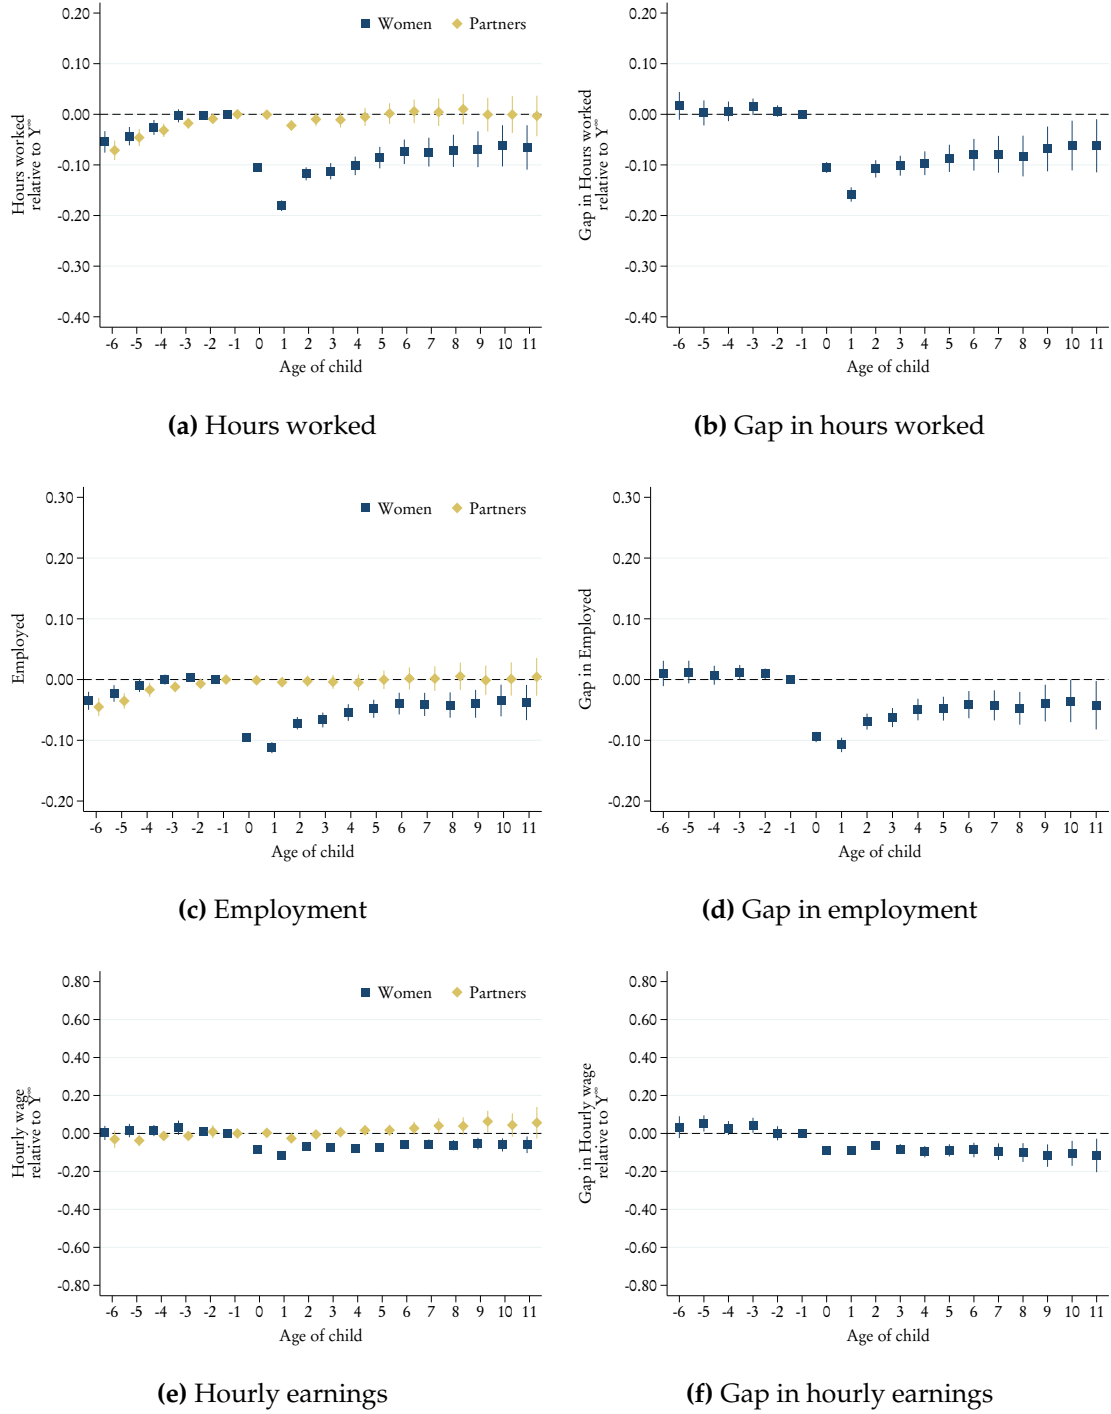 Women Partners
0.20
0.10
0.00
-0.10
-0.20
-0.30
-0.40
Hours worked
relative to Y∞
-6 -5 -4 -3 -2 -1 0 1 2 3 4 5 6 7 8 9 10 11
Age of child
(a) Hours worked
0.20
0.10
0.00
-0.10
-0.20
-0.30
-0.40
Gap in Hours worked
relative to Y∞
-6 -5 -4 -3 -2 -1 0 1 2 3 4 5 6 7 8 9 10 11
Age of child
(b) Gap in hours worked
Women Partners
0.30
0.20
0.10
0.00
-0.10
-0.20
Employed
-6 -5 -4 -3 -2 -1 0 1 2 3 4 5 6 7 8 9 10 11
Age of child
(c) Employment
0.30
0.20
0.10
0.00
-0.10
-0.20
Gap in Employed
-6 -5 -4 -3 -2 -1 0 1 2 3 4 5 6 7 8 9 10 11
Age of child
(d) Gap in employment
Women Partners
0.80
0.60
0.40
0.20
0.00
-0.20
-0.40
-0.60
-0.80
Hourly wage
relative to Y∞
-6 -5 -4 -3 -2 -1 0 1 2 3 4 5 6 7 8 9 10 11
Age of child
(e) Hourly earnings
0.80
0.60
0.40
0.20
0.00
-0.20
-0.40
-0.60
-0.80
Gap in Hourly wage
relative to Y∞
-6 -5 -4 -3 -2 -1 0 1 2 3 4 5 6 7 8 9 10 11
Age of child
(f) Gap in hourly earnings